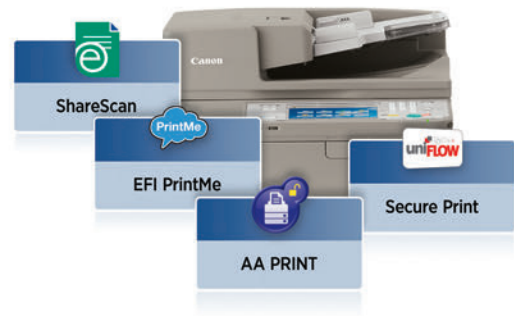 Canon
ShareScan
PrintMe
EFI PrintMe
uniFLOW
Secure Print
AA PRINT